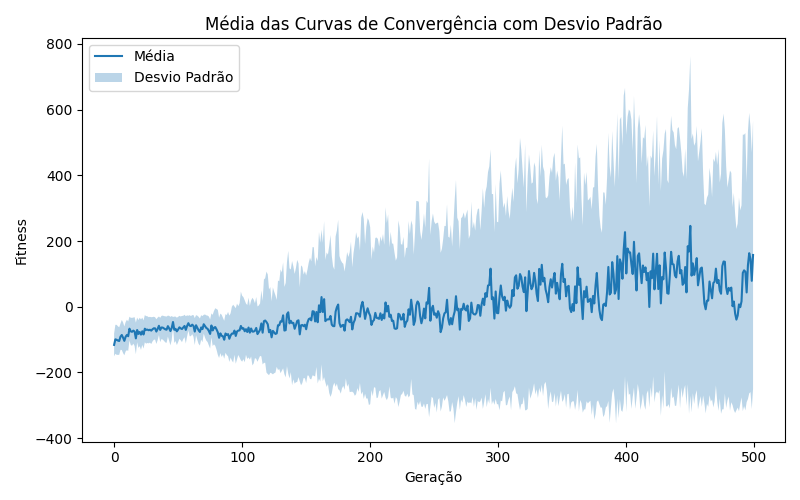 Média das Curvas de Convergência com Desvio Padrão
Média
Desvio Padrão
800
600
400
200
0
−200
−400
Fitness
0 100 200 300 400 500
Geração